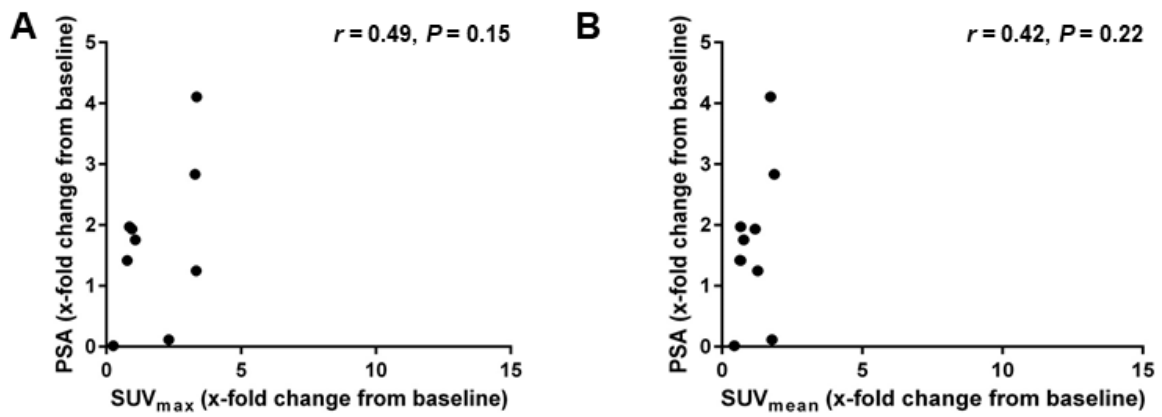 A
r = 0.49, P = 0.15
PSA (x-fold change from baseline)
5
4
3
2
1
0
0 5 10 15
SUVmax (x-fold change from baseline)
B
r = 0.42, P = 0.22
PSA (x-fold change from baseline)
5
4
3
2
1
0
0 5 10 15
SUVmean (x-fold change from baseline)